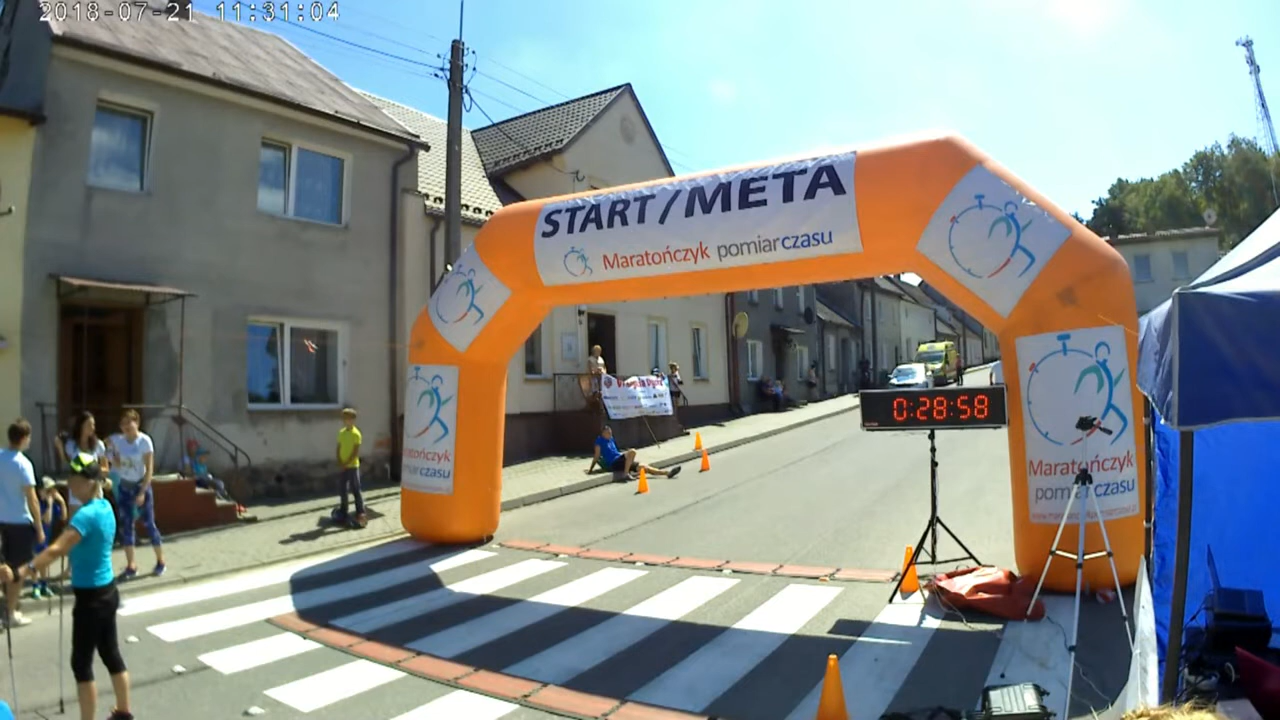 2018-07-21 11:31:04
START/META
Maratończyk pomiarczasu
0:28:58
Maratończyk
pomiarczasu
Maratończyk
pomiarczasu